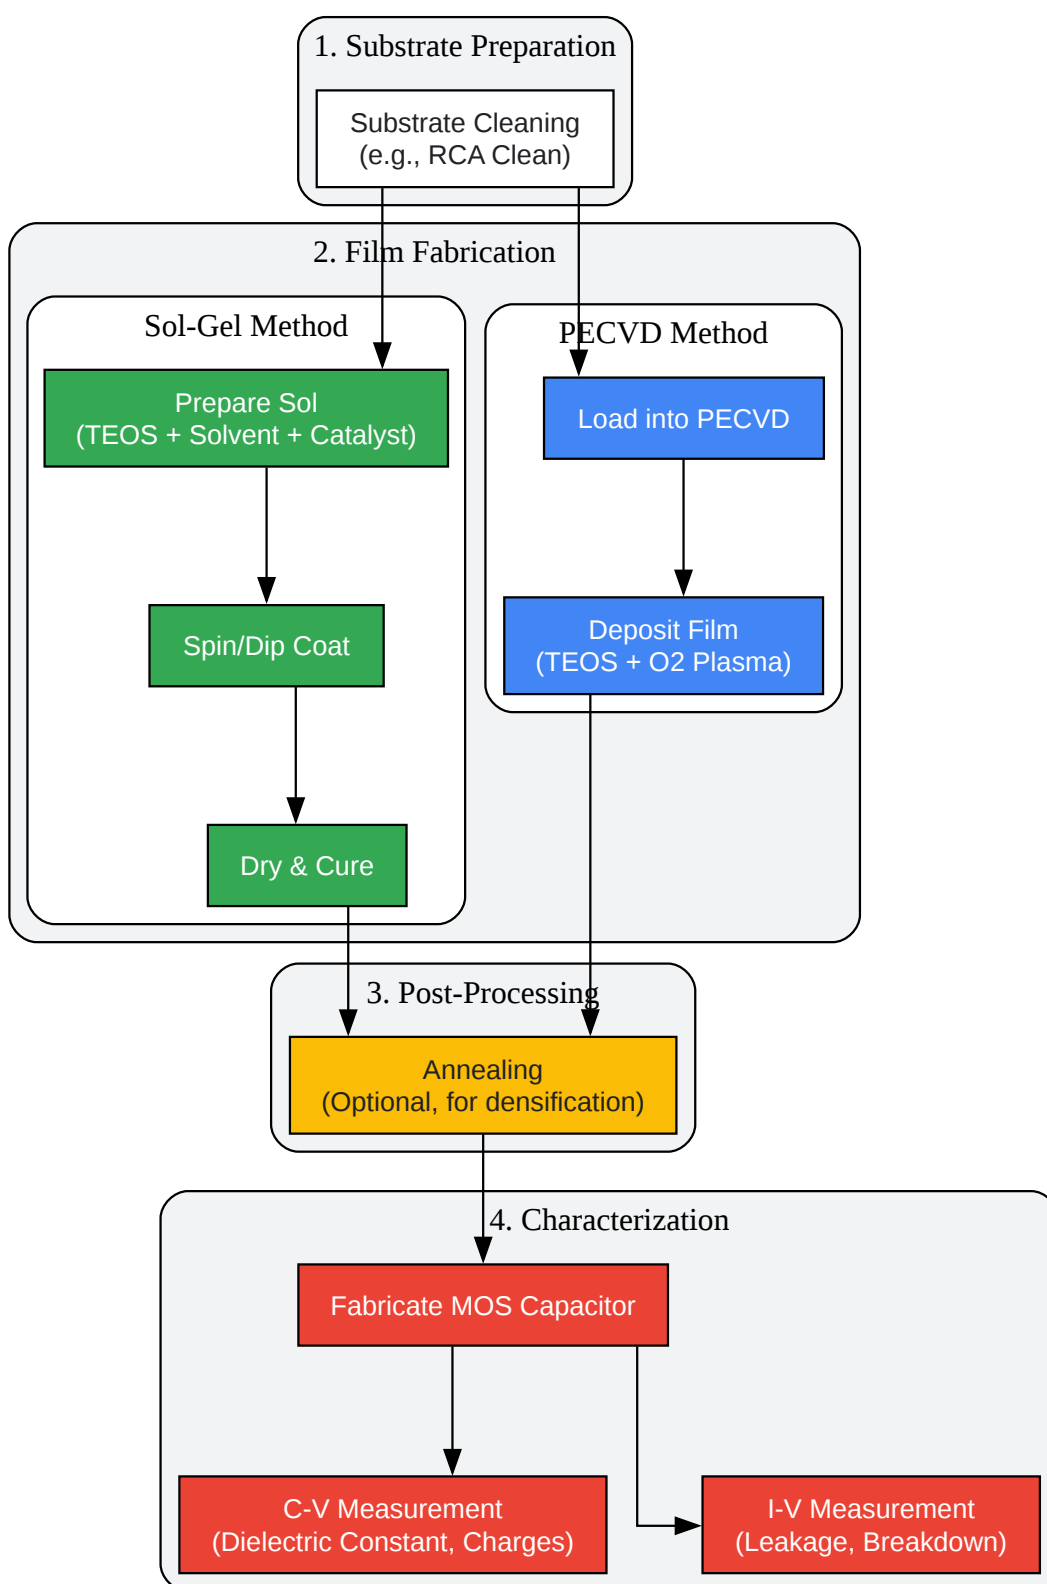 1. Substrate Preparation
Substrate Cleaning
(e.g., RCA Clean)
2. Film Fabrication
Sol-Gel Method
Prepare Sol
(TEOS + Solvent + Catalyst)
Spin/Dip Coat
Dry & Cure
PECVD Method
Load into PECVD
Deposit Film
(TEOS + O2 Plasma)
3. Post-Processing
Annealing
(Optional, for densification)
4. Characterization
Fabricate MOS Capacitor
C-V Measurement
(Dielectric Constant, Charges)
I-V Measurement
(Leakage, Breakdown)